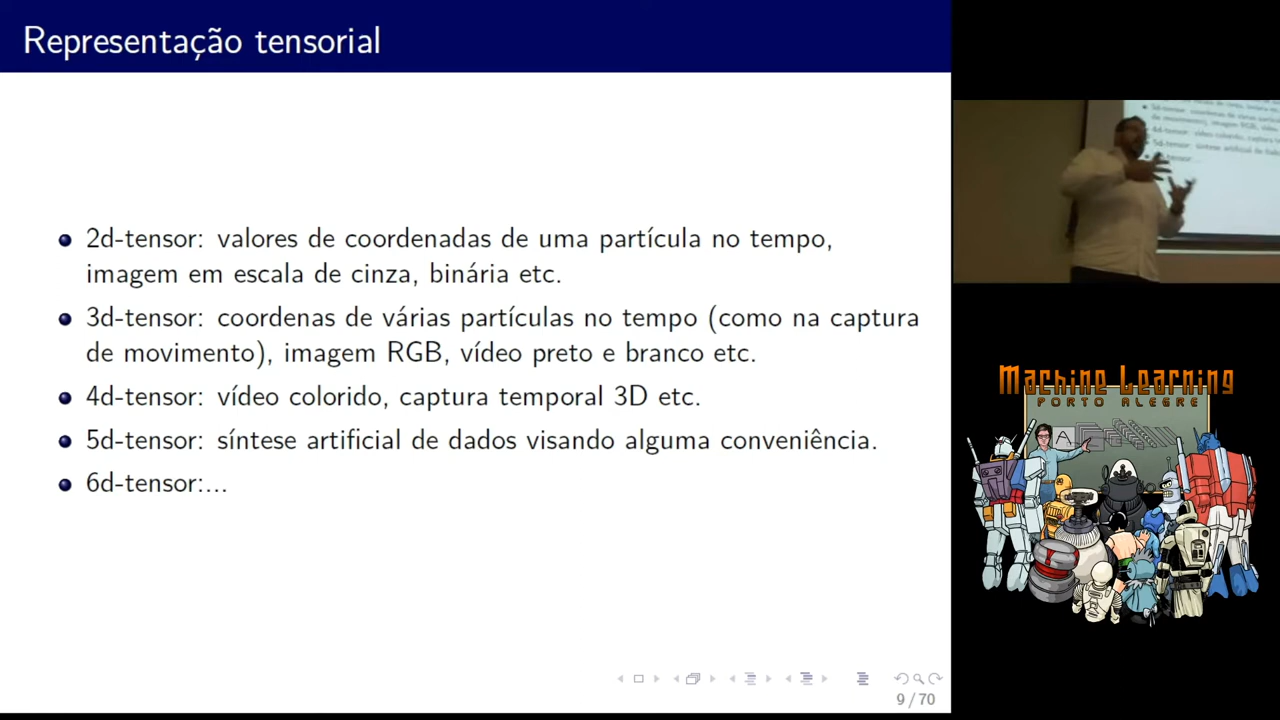 Representação tensorial
2d-tensor: valores de coordenadas de uma partícula no tempo,
imagem em escala de cinza, binária etc.
3d-tensor: coordenas de várias partículas no tempo (como na captura
de movimento), imagem RGB, vídeo preto e branco etc.
4d-tensor: vídeo colorido, captura temporal 3D etc.
5d-tensor: síntese artificial de dados visando alguma conveniência.
6d-tensor:...
9 / 70
Machine Learning
PORTO ALEGRE
A